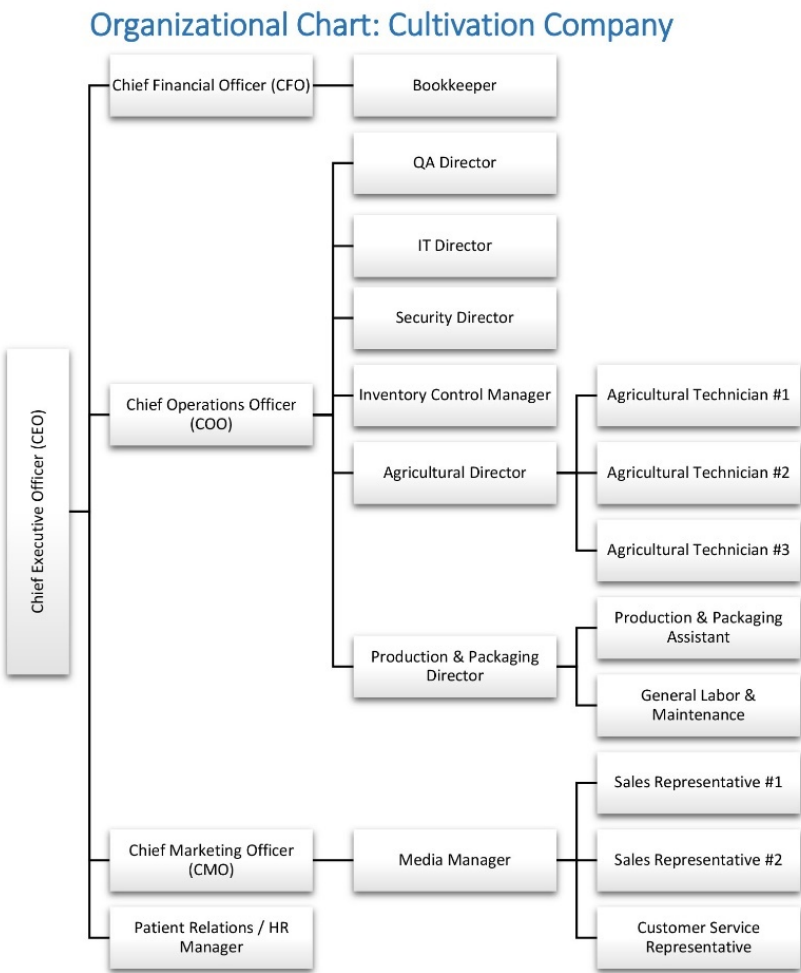 Organizational Chart: Cultivation Company
Chief Executive Officer (CEO)
Chief Financial Officer (CFO)
Bookkeeper
Chief Operations Officer
(COO)
QA Director
IT Director
Security Director
Inventory Control Manager
Agricultural Director
Agricultural Technician #1
Agricultural Technician #2
Agricultural Technician #3
Production & Packaging
Director
Production & Packaging
Assistant
General Labor &
Maintenance
Chief Marketing Officer
(CMO)
Media Manager
Sales Representative #1
Sales Representative #2
Customer Service
Representative
Patient Relations / HR
Manager